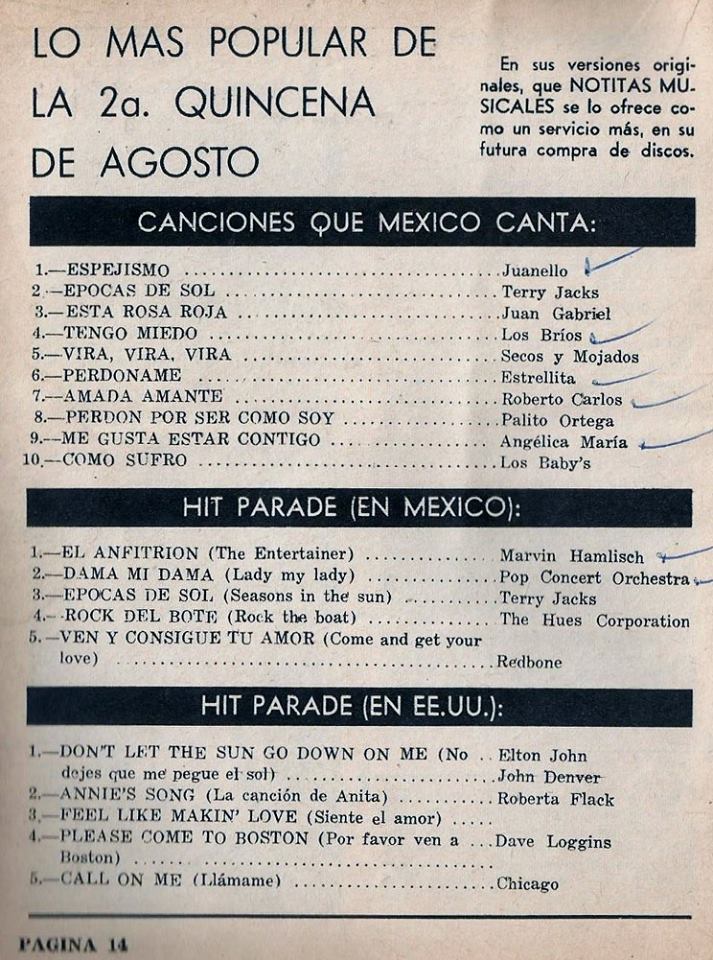 LO MAS POPULAR DE
LA 2a. QUINCENA
DE AGOSTO
En sus versiones origi-
nales, que NOTITAS MU-
SICALES se lo ofrece co-
mo un servicio más, en su
futura compra de discos.
CANCIONES QUE MEXICO CANTA:
1.—ESPEJISMO ........ Juanello
2.—EPOCAS DE SOL ........ Terry Jacks
3.—ESTA ROSA ROJA ........ Juan Gabriel
4.—TENGO MIEDO ........ Los Bríos
5.—VIRA, VIRA, VIRA ........ Secos y Mojados
6.—PERDONAME ........ Estrellita
7.—AMADA AMANTE ........ Roberto Carlos
8.—PERDON POR SER COMO SOY ........ Palito Ortega
9.—ME GUSTA ESTAR CONTIGO ........ Angélica María
10.—COMO SUFRO ........ Los Baby's
HIT PARADE (EN MEXICO):
1.—EL ANFITRION (The Entertainer) ........ Marvin Hamlisch
2.—DAMA MI DAMA (Lady my lady) ........ Pop Concert Orchestra
3.—EPOCAS DE SOL (Seasons in the sun) ........ Terry Jacks
4.—ROCK DEL BOTE (Rock the boat) ........ The Hues Corporation
5.—VEN Y CONSIGUE TU AMOR (Come and get your
love) ........ Redbone
HIT PARADE (EN EE.UU.):
1.—DON'T LET THE SUN GO DOWN ON ME (No .. Elton John
dejes que me pegue el sol) ........ John Denver
2.—ANNIE'S SONG (La canción de Anita) ........ Roberta Flack
3.—FEEL LIKE MAKIN' LOVE (Siente el amor) .....
4.—PLEASE COME TO BOSTON (Por favor ven a ... Dave Loggins
Boston) ........
5.—CALL ON ME (Llámame) ........ Chicago
PAGINA 14